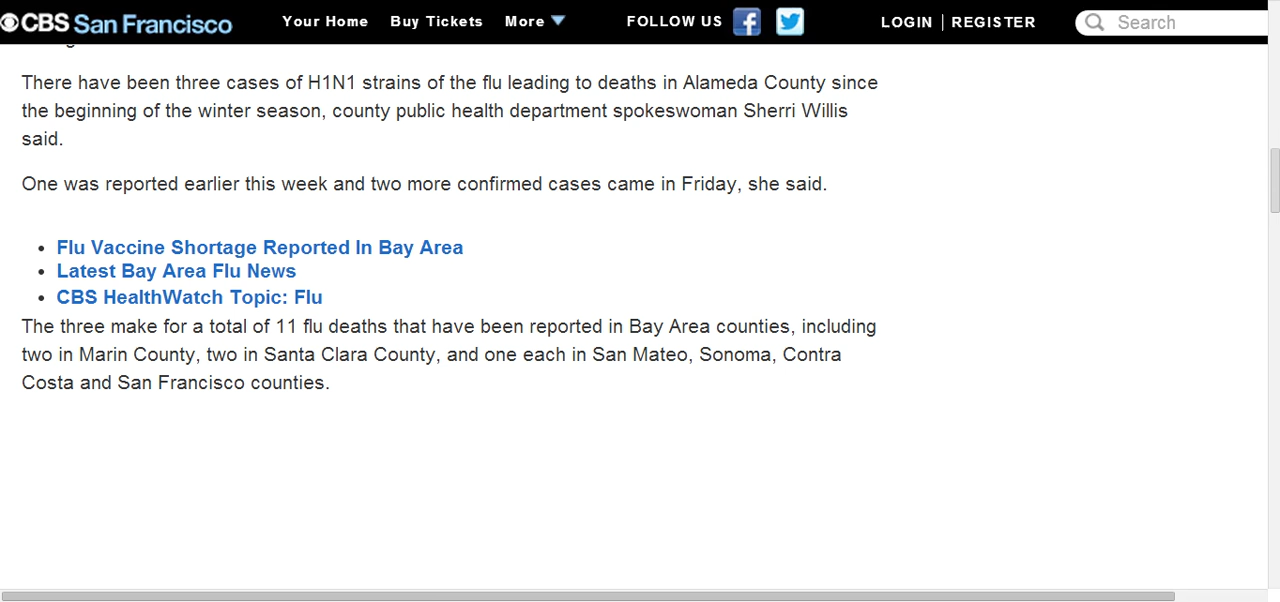 CBS San Francisco Your Home Buy Tickets More FOLLOW US LOGIN | REGISTER Search
There have been three cases of H1N1 strains of the flu leading to deaths in Alameda County since
the beginning of the winter season, county public health department spokeswoman Sherri Willis
said.
One was reported earlier this week and two more confirmed cases came in Friday, she said.
• Flu Vaccine Shortage Reported In Bay Area
• Latest Bay Area Flu News
• CBS HealthWatch Topic: Flu
The three make for a total of 11 flu deaths that have been reported in Bay Area counties, including
two in Marin County, two in Santa Clara County, and one each in San Mateo, Sonoma, Contra
Costa and San Francisco counties.